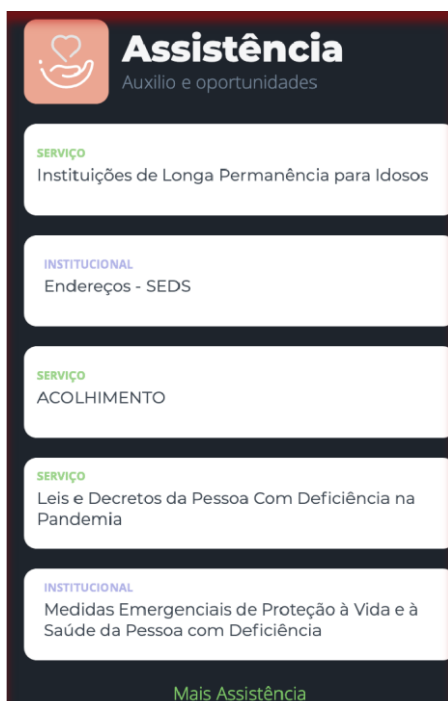 Assistência
Auxilio e oportunidades
SERVIÇO
Instituições de Longa Permanência para Idosos
INSTITUCIONAL
Endereços - SEDS
SERVIÇO
ACOLHIMENTO
SERVIÇO
Leis e Decretos da Pessoa Com Deficiência na
Pandemia
INSTITUCIONAL
Medidas Emergenciais de Proteção à Vida e à
Saúde da Pessoa com Deficiência
Mais Assistência